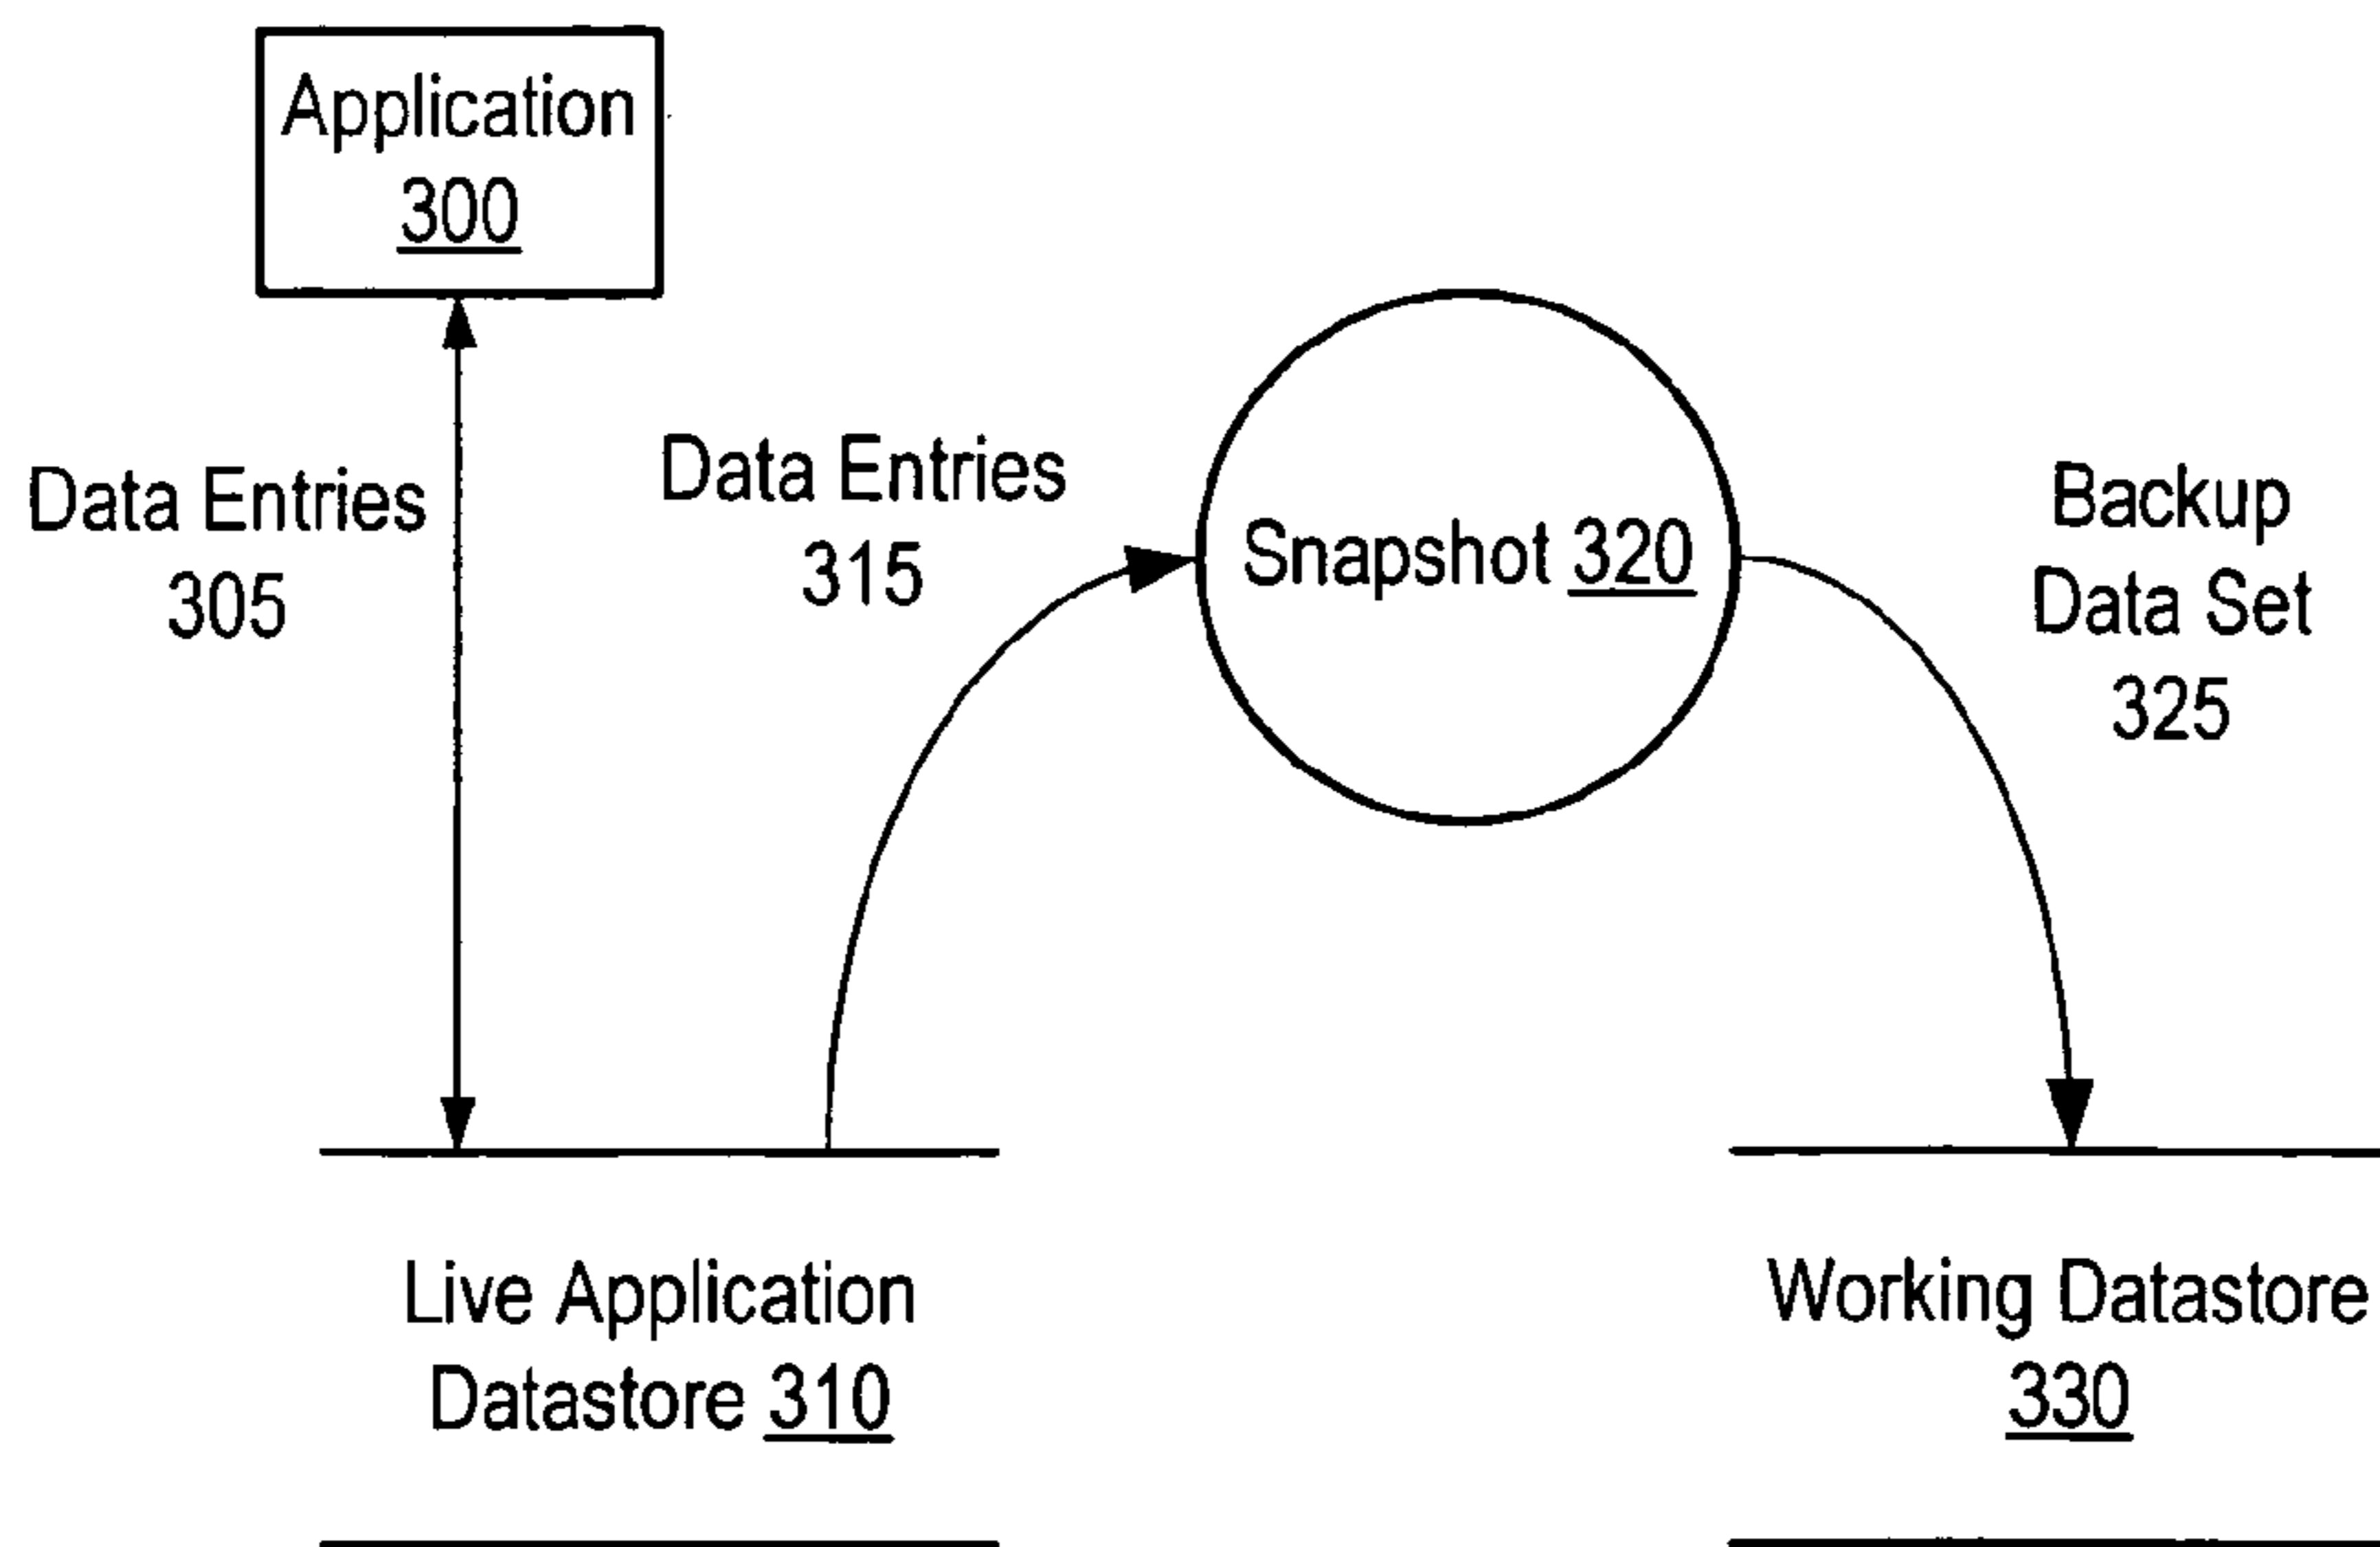 Application
300
Data Entries
305
Data Entries
315
Snapshot 320
Backup
Data Set
325
Live Application
Datastore 310
Working Datastore
330